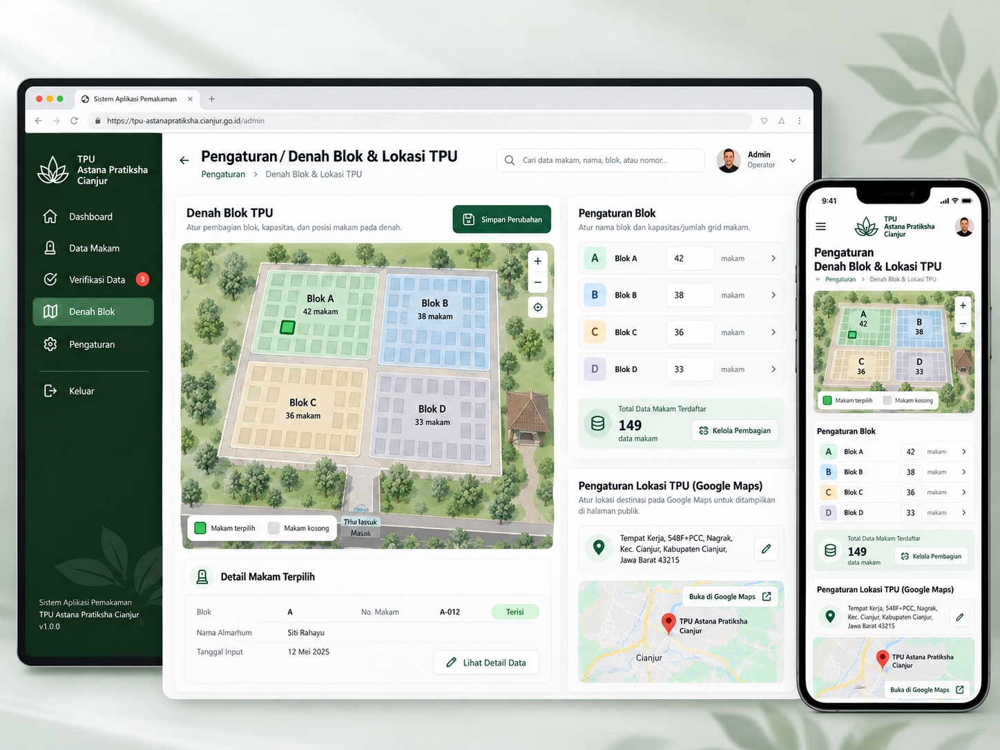 Sistem Aplikasi Pemakaman
https://tpu-astanapratiksha.cianjur.go.id/admin
TPU
Astana Pratiksha
Cianjur
Dashboard
Data Makam
Verifikasi Data
3
Denah Blok
Pengaturan
Keluar
Sistem Aplikasi Pemakaman
TPU Astana Pratiksha Cianjur
v1.0.0
Pengaturan / Denah Blok & Lokasi TPU
Pengaturan > Denah Blok & Lokasi TPU
Cari data makam, nama, blok, atau nomor...
Admin
Operator
Denah Blok TPU
Atur pembagian blok, kapasitas, dan posisi makam pada denah.
Simpan Perubahan
Blok A
42 makam
Blok B
38 makam
Blok C
36 makam
Blok D
33 makam
+
−
Makam terpilih
Makam kosong
Detail Makam Terpilih
Blok A No. Makam A-012 Terisi
Nama Almarhum Siti Rahayu
Tanggal Input 12 Mei 2025
Lihat Detail Data
Pengaturan Blok
Atur nama blok dan kapasitas/jumlah grid makam.
A Blok A 42 makam
B Blok B 38 makam
C Blok C 36 makam
D Blok D 33 makam
Total Data Makam Terdaftar
149
data makam
Kelola Pembagian
Pengaturan Lokasi TPU (Google Maps)
Atur lokasi destinasi pada Google Maps untuk ditampilkan
di halaman publik.
Tempat Kerja, 548F+PCC, Nagrak,
Kec. Cianjur, Kabupaten Cianjur,
Jawa Barat 43215
Buka di Google Maps
TPU Astana Pratiksha
Cianjur
Cianjur
9:41
TPU
Astana Pratiksha
Cianjur
Pengaturan
Denah Blok & Lokasi TPU
Pengaturan > Denah Blok & Lokasi TPU
A
42
B
38
C
36
D
33
+
−
Makam terpilih
Makam kosong
Pengaturan Blok
A Blok A 42 makam
B Blok B 38 makam
C Blok C 36 makam
D Blok D 33 makam
Total Data Makam Terdaftar
149
data makam
Kelola Pembagian
Pengaturan Lokasi TPU (Google Maps)
Tempat Kerja, 548F+PCC, Nagrak,
Kec. Cianjur, Kabupaten Cianjur,
Jawa Barat 43215
TPU Astana Pratiksha
Cianjur
Buka di Google Maps